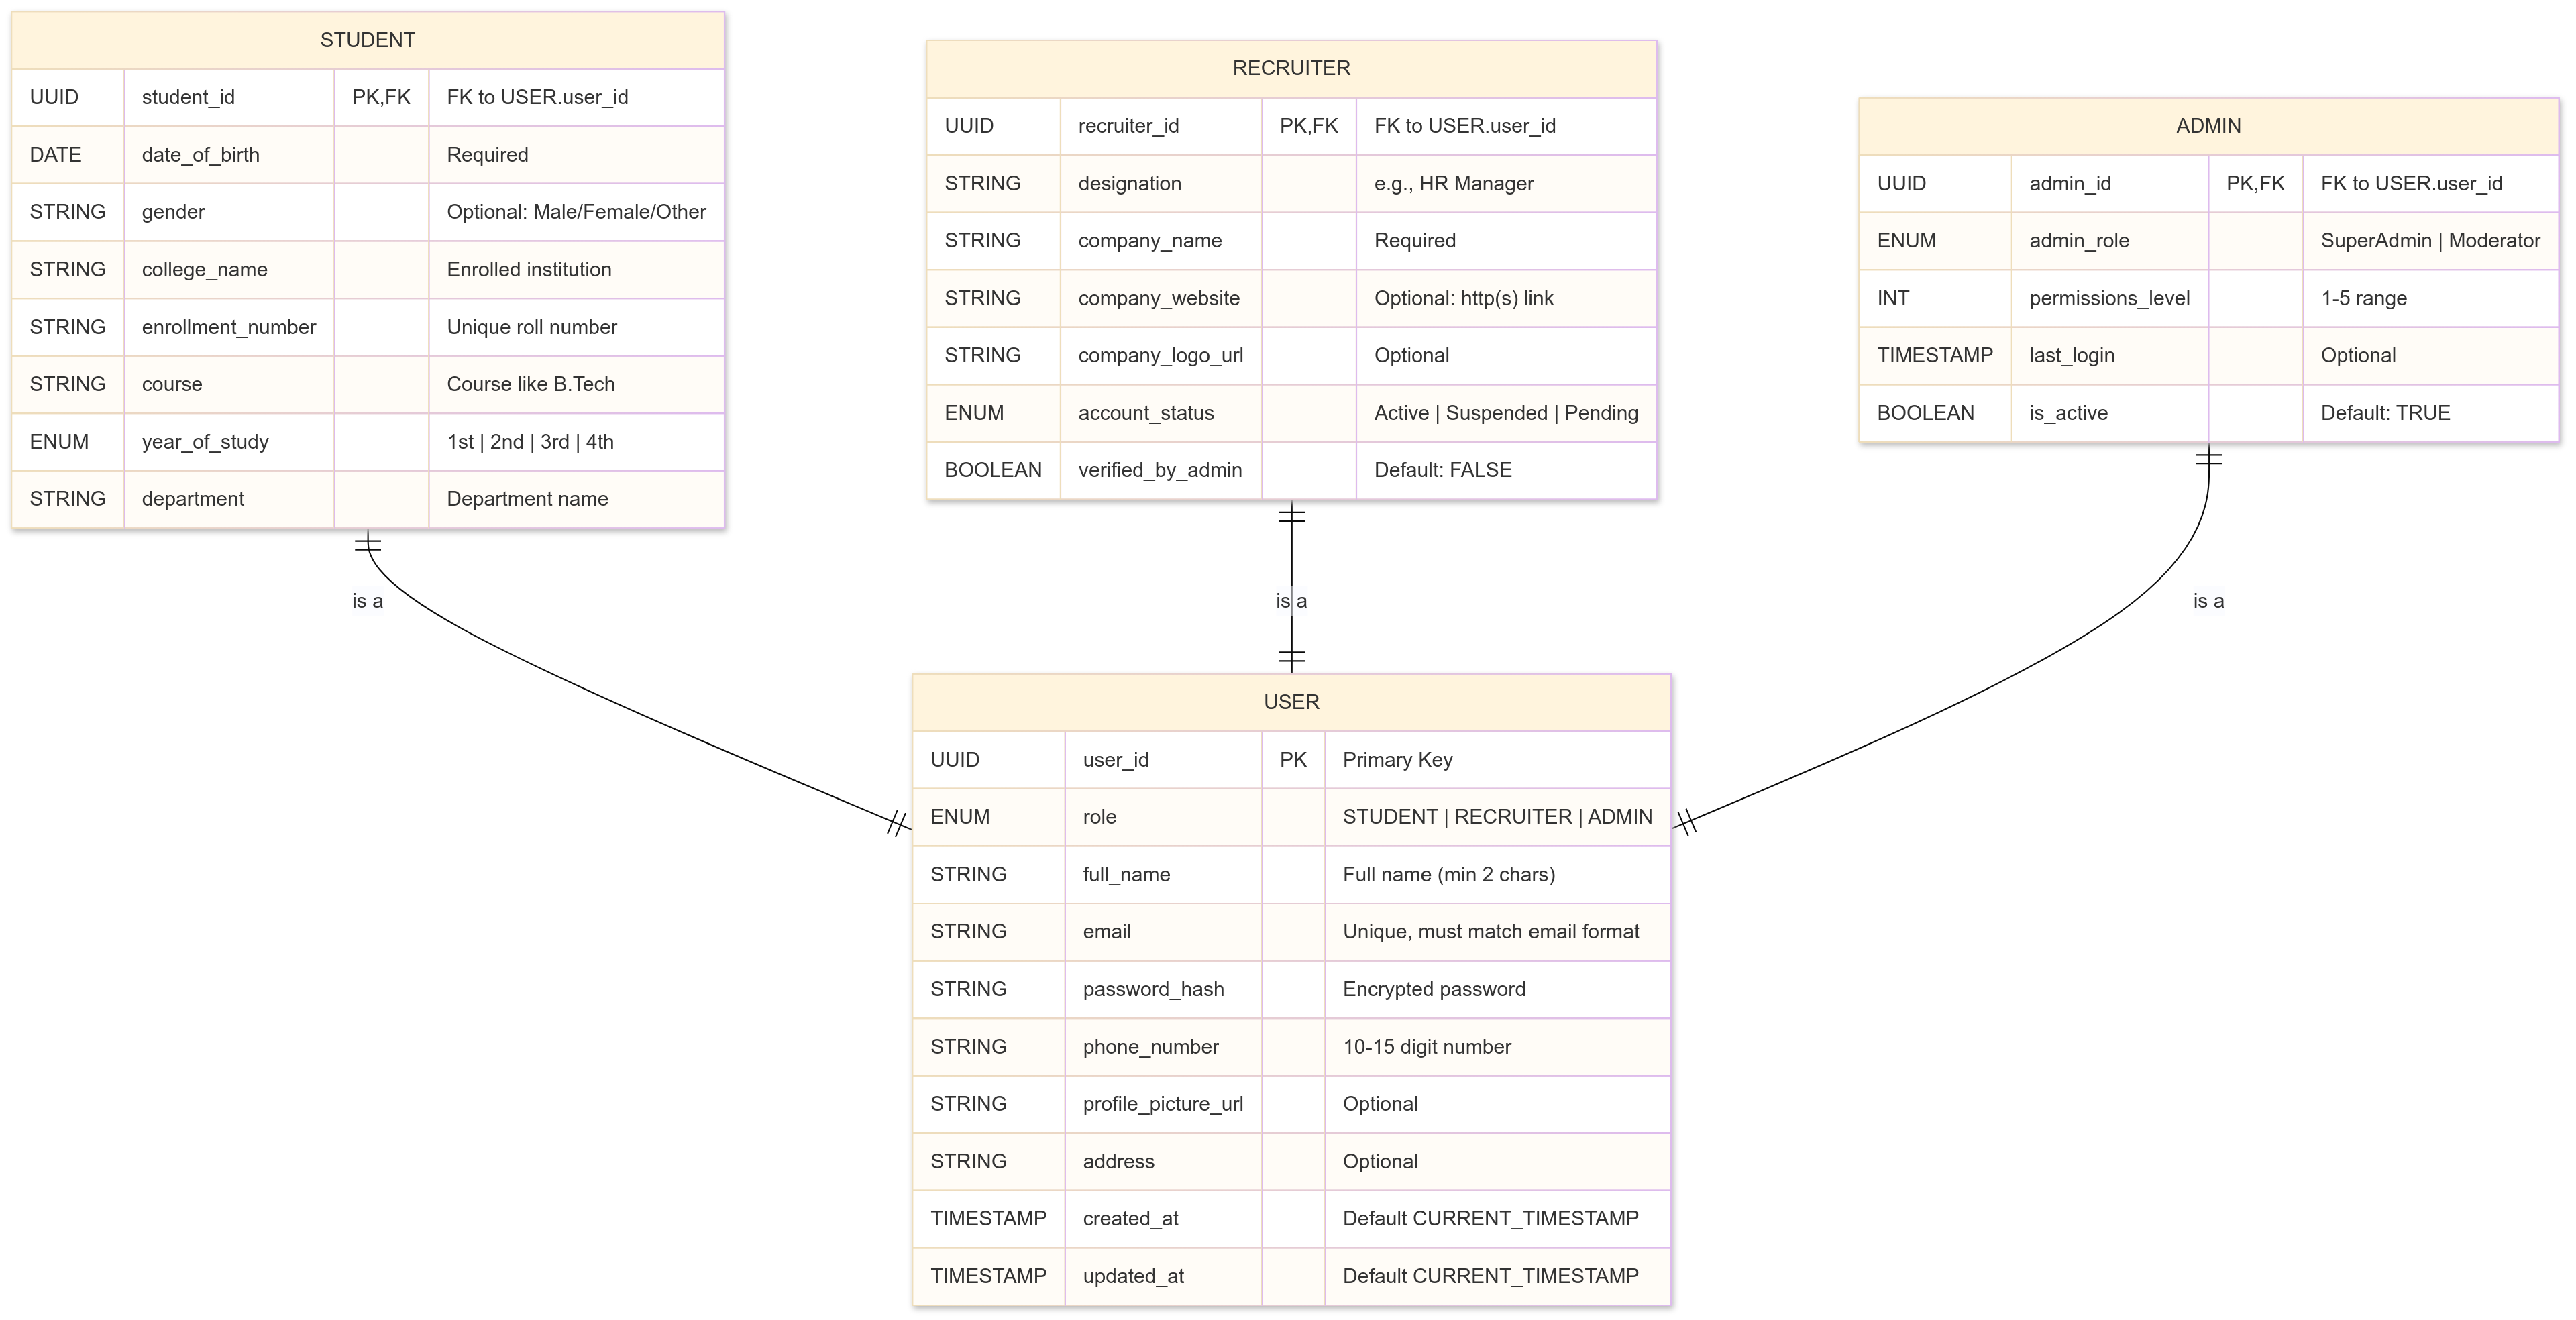 STUDENT
UUID student_id PK,FK FK to USER.user_id
DATE date_of_birth Required
STRING gender Optional: Male/Female/Other
STRING college_name Enrolled institution
STRING enrollment_number Unique roll number
STRING course Course like B.Tech
ENUM year_of_study 1st | 2nd | 3rd | 4th
STRING department Department name
RECRUITER
UUID recruiter_id PK,FK FK to USER.user_id
STRING designation e.g., HR Manager
STRING company_name Required
STRING company_website Optional: http(s) link
STRING company_logo_url Optional
ENUM account_status Active | Suspended | Pending
BOOLEAN verified_by_admin Default: FALSE
ADMIN
UUID admin_id PK,FK FK to USER.user_id
ENUM admin_role SuperAdmin | Moderator
INT permissions_level 1-5 range
TIMESTAMP last_login Optional
BOOLEAN is_active Default: TRUE
is a
is a
is a
USER
UUID user_id PK Primary Key
ENUM role STUDENT | RECRUITER | ADMIN
STRING full_name Full name (min 2 chars)
STRING email Unique, must match email format
STRING password_hash Encrypted password
STRING phone_number 10-15 digit number
STRING profile_picture_url Optional
STRING address Optional
TIMESTAMP created_at Default CURRENT_TIMESTAMP
TIMESTAMP updated_at Default CURRENT_TIMESTAMP